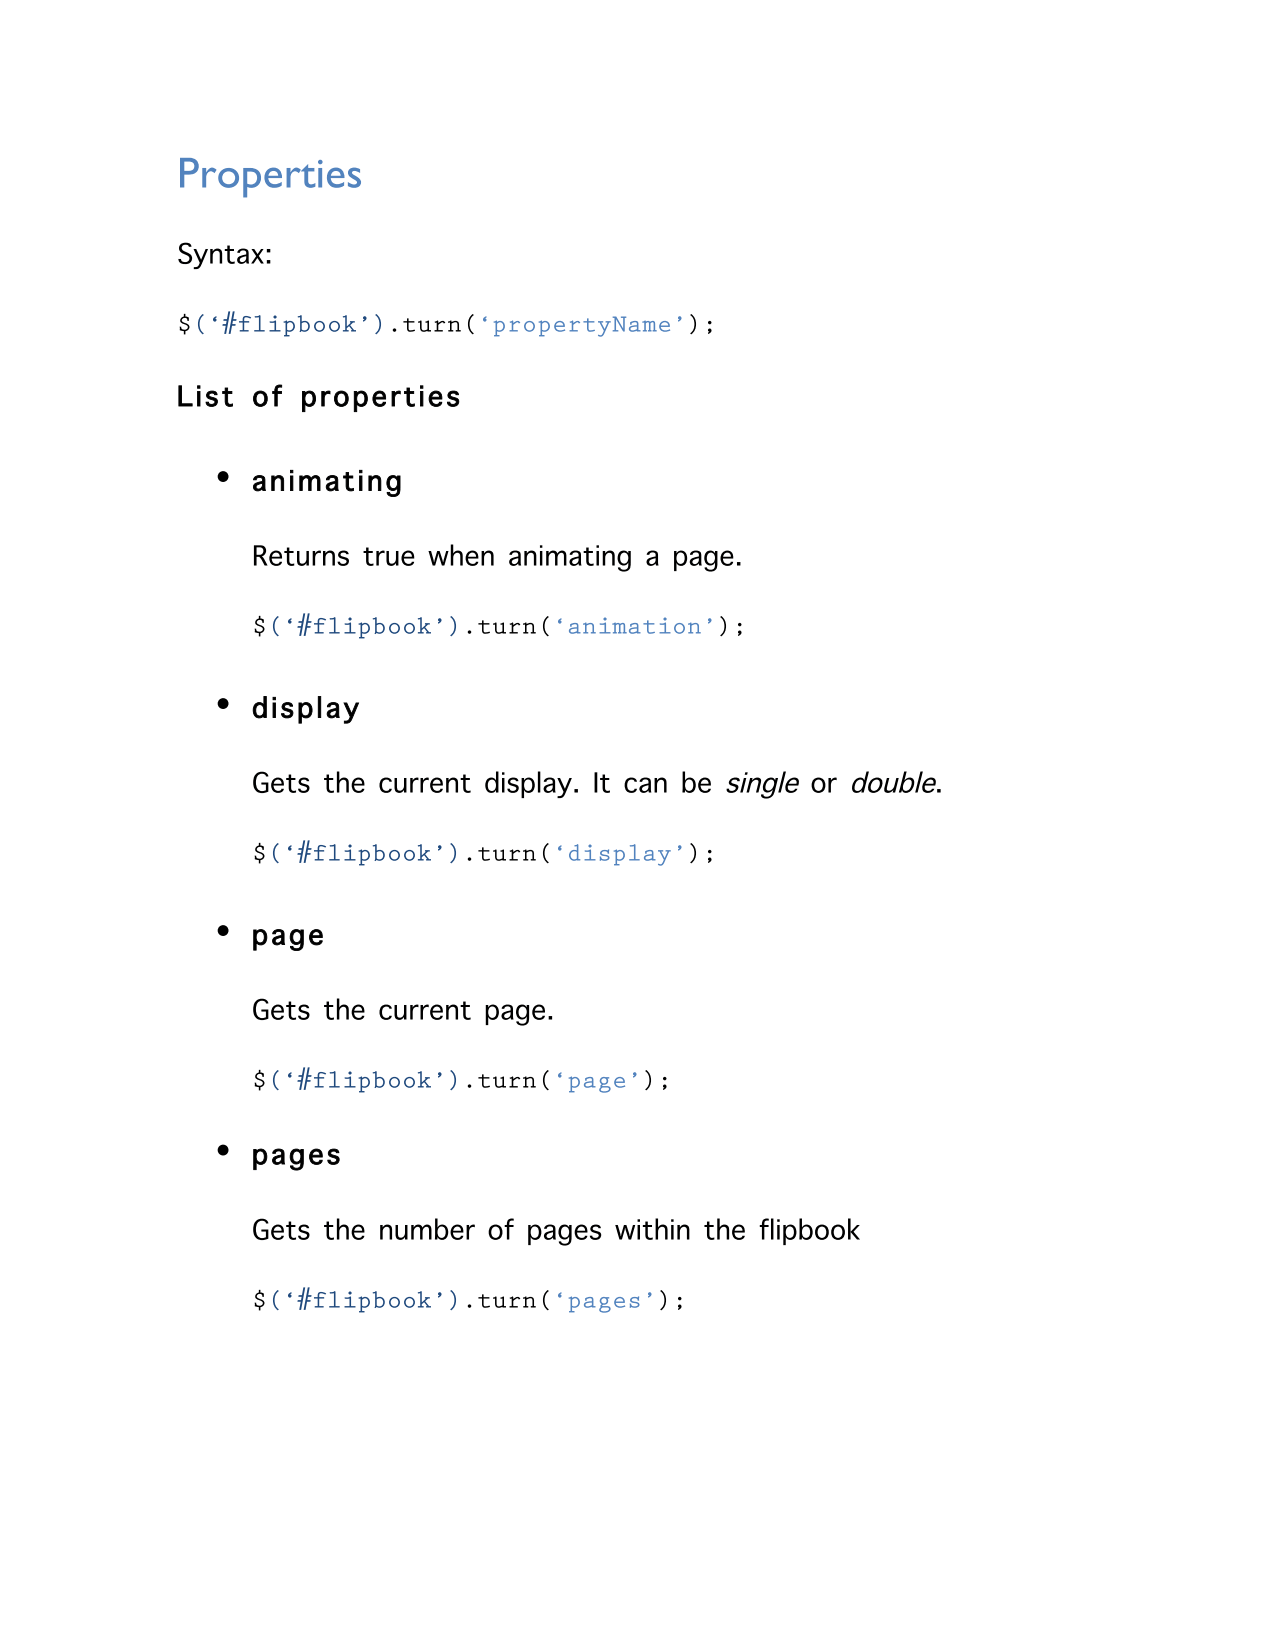 Properties
Syntax:
$(‘#flipbook’).turn(‘propertyName’);
List of properties
• animating
Returns true when animating a page.
$(‘#flipbook’).turn(‘animation’);
• display
Gets the current display. It can be single or double.
$(‘#flipbook’).turn(‘display’);
• page
Gets the current page.
$(‘#flipbook’).turn(‘page’);
• pages
Gets the number of pages within the flipbook
$(‘#flipbook’).turn(‘pages’);